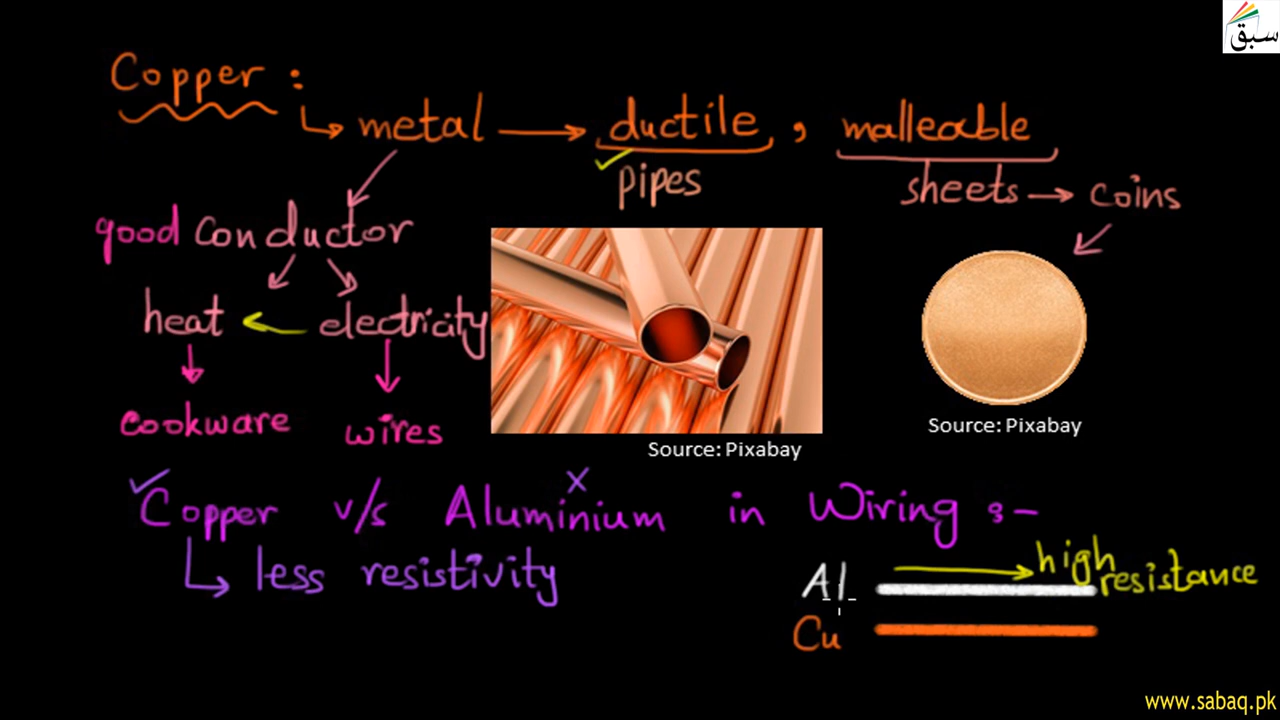 سبق
Copper :
metal → ductile , malleable
pipes
sheets → coins
good Conductor
heat ← electricity
cookware
wires
Source: Pixabay
Source: Pixabay
Copper v/s Aluminium in Wiring :-
less resistivity
Al → high resistance
Cu
www.sabaq.pk